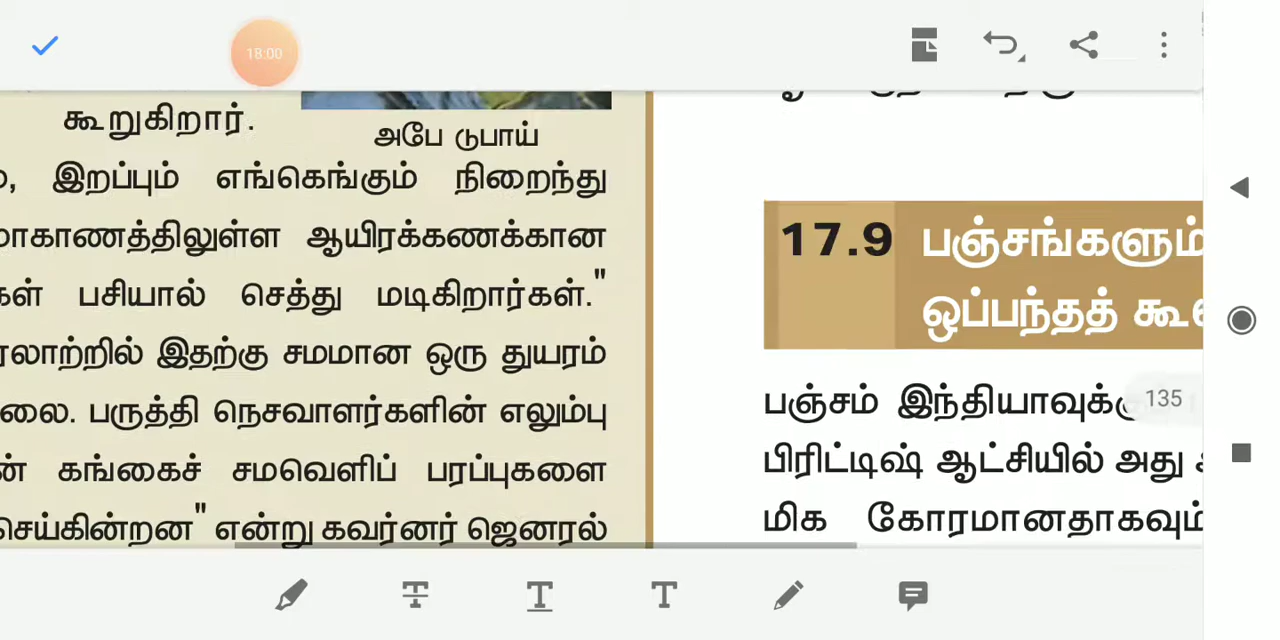 18:00
கூறுகிறார்.
அபே டுபாய்
இறப்பும் எங்கெங்கும் நிறைந்து
மாகாணத்திலுள்ள ஆயிரக்கணக்கான
பசியால் செத்து மடிகிறார்கள்."
இதற்கு சமமான ஒரு துயரம்
பருத்தி நெசவாளர்களின் எலும்பு
கங்கைச் சமவெளிப் பரப்புகளை
செய்கின்றன" என்று கவர்னர் ஜெனரல்
17.9 பஞ்சங்களும்
ஒப்பந்தத்
பஞ்சம்
135
பிரிட்டிஷ் ஆட்சியில் அது
மிக கோரமானதாகவும்